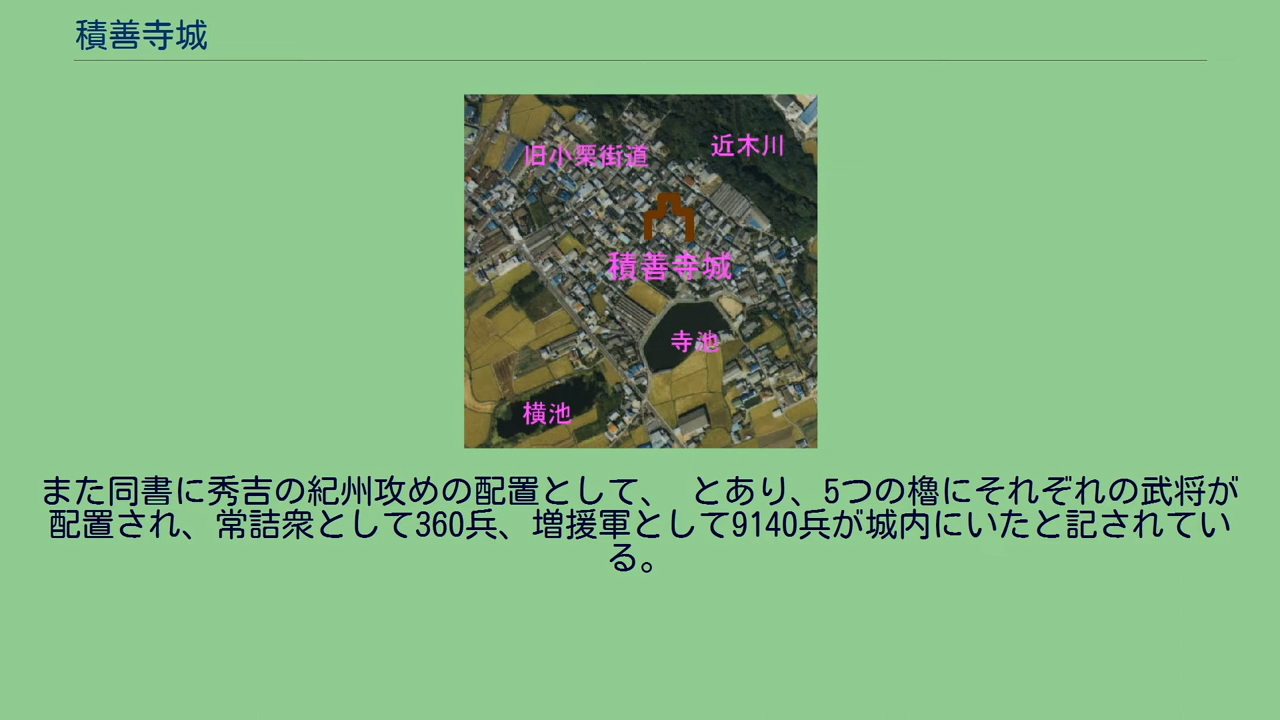 積善寺城
旧小栗街道
近木川
積善寺城
寺池
横池
また同書に秀吉の紀州攻めの配置として、 とあり、5つの櫓にそれぞれの武将が
配置され、常詰衆として360兵、増援軍として9140兵が城内にいたと記されてい
る。